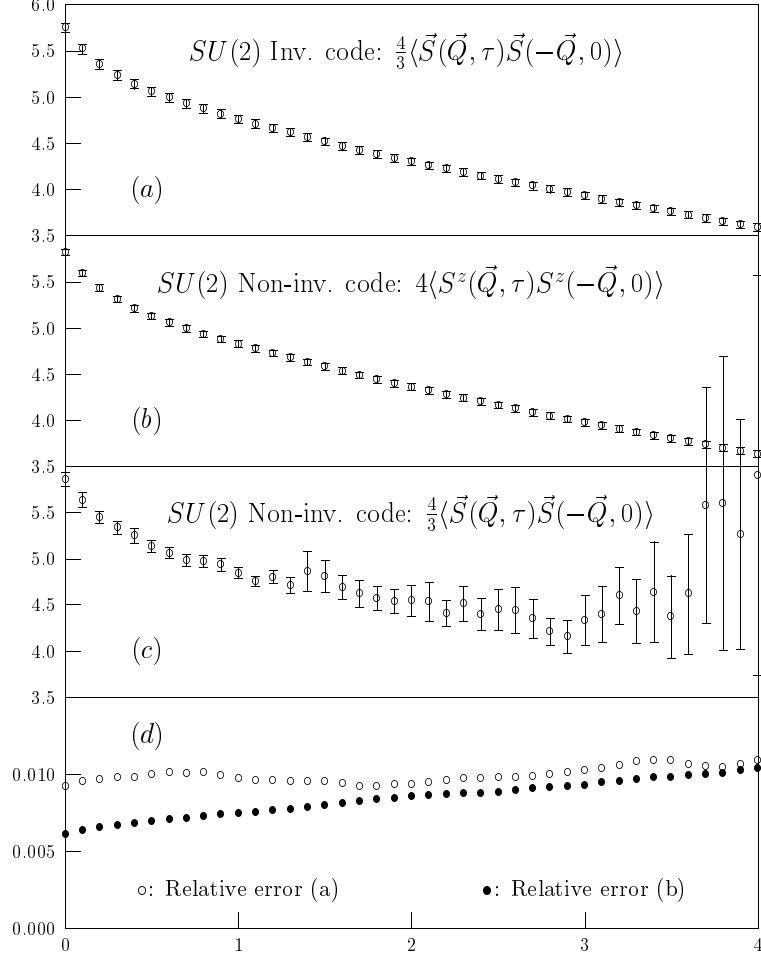 6.0
SU(2) Inv. code: 4/3⟨S⃗(Q⃗, τ)S⃗(−Q⃗, 0)⟩
5.5
5.0
4.5
4.0
(a)
3.5
SU(2) Non-inv. code: 4⟨Sᶻ(Q⃗, τ)Sᶻ(−Q⃗, 0)⟩
5.5
5.0
4.5
4.0
(b)
3.5
SU(2) Non-inv. code: 4/3⟨S⃗(Q⃗, τ)S⃗(−Q⃗, 0)⟩
5.5
5.0
4.5
4.0
(c)
3.5
(d)
0.010
0.005
○: Relative error (a) ●: Relative error (b)
0.000
0 1 2 3 4